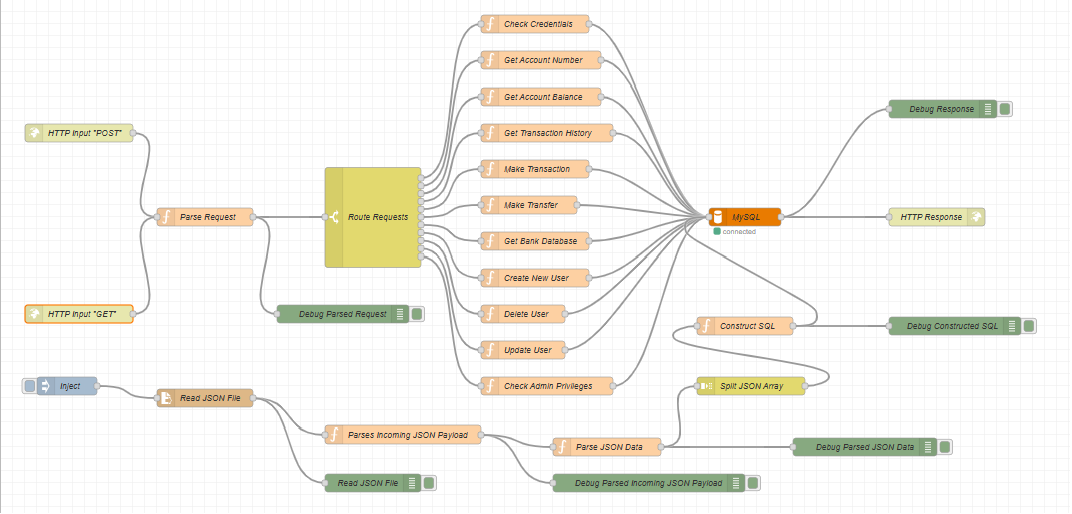 Check Credentials
Get Account Number
Get Account Balance
Debug Response
HTTP Input "POST"
Get Transaction History
Make Transaction
Make Transfer
Parse Request
Route Requests
MySQL
HTTP Response
connected
Get Bank Database
Create New User
HTTP Input "GET"
Debug Parsed Request
Delete User
Construct SQL
Debug Constructed SQL
Update User
Inject
Check Admin Privileges
Split JSON Array
Read JSON File
Parses Incoming JSON Payload
Parse JSON Data
Debug Parsed JSON Data
Read JSON File
Debug Parsed Incoming JSON Payload